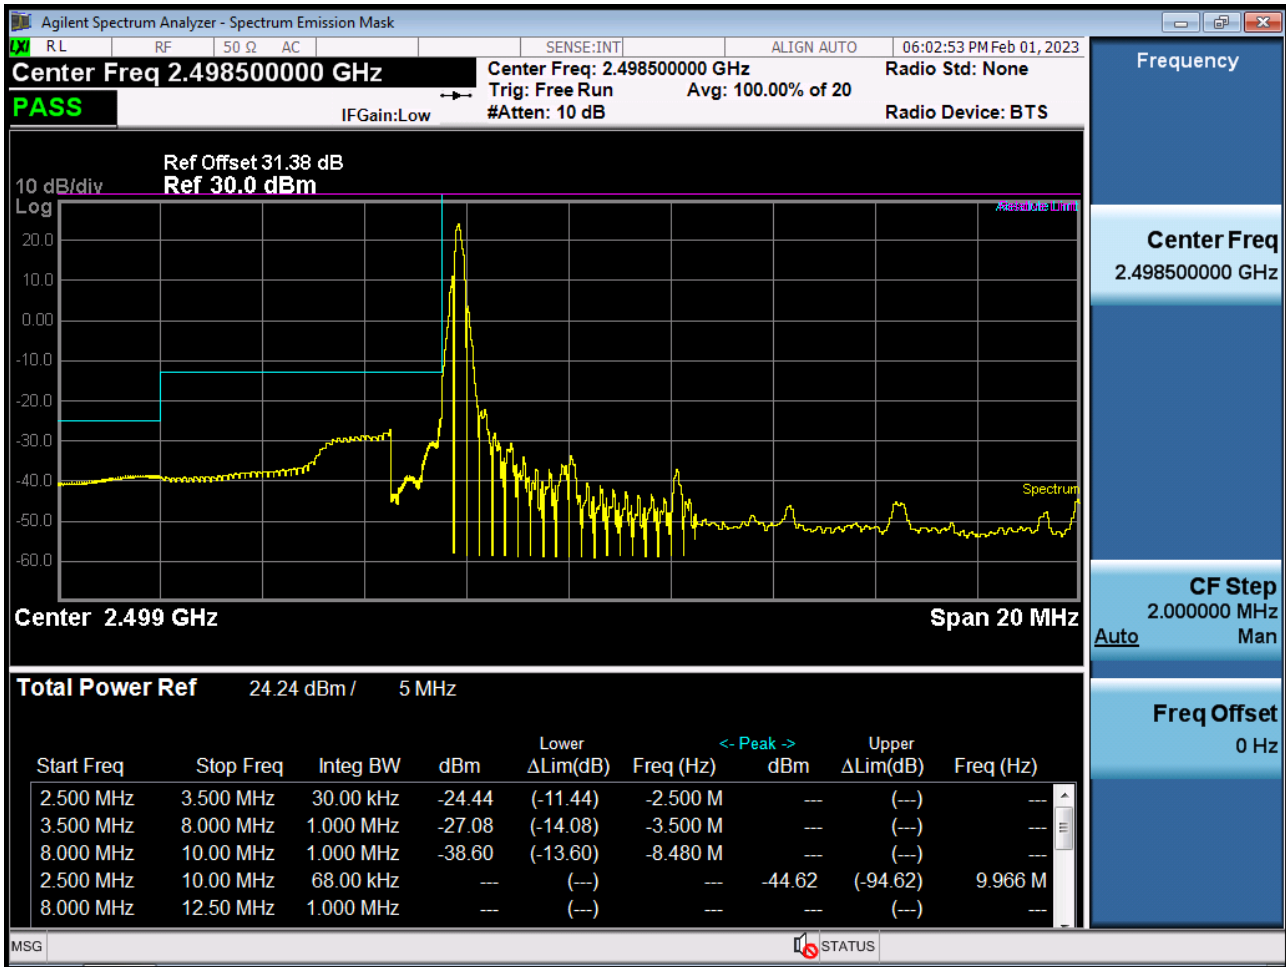 Agilent Spectrum Analyzer - Spectrum Emission Mask
LXI RL RF 50 Ω AC SENSE:INT ALIGN AUTO 06:02:53 PM Feb 01, 2023
Center Freq 2.498500000 GHz
Center Freq: 2.498500000 GHz Radio Std: None
Trig: Free Run Avg: 100.00% of 20
PASS IFGain:Low #Atten: 10 dB Radio Device: BTS
Ref Offset 31.38 dB
10 dB/div Ref 30.0 dBm
Log
Absolute Limit
20.0
10.0
0.00
-10.0
-20.0
-30.0
-40.0
Spectrum
-50.0
-60.0
Center 2.499 GHz Span 20 MHz
Total Power Ref 24.24 dBm / 5 MHz
Lower <- Peak -> Upper
Start Freq Stop Freq Integ BW dBm ΔLim(dB) Freq (Hz) dBm ΔLim(dB) Freq (Hz)
2.500 MHz 3.500 MHz 30.00 kHz -24.44 (-11.44) -2.500 M --- (---) ---
3.500 MHz 8.000 MHz 1.000 MHz -27.08 (-14.08) -3.500 M --- (---) ---
8.000 MHz 10.00 MHz 1.000 MHz -38.60 (-13.60) -8.480 M --- (---) ---
2.500 MHz 10.00 MHz 68.00 kHz --- (---) --- -44.62 (-94.62) 9.966 M
8.000 MHz 12.50 MHz 1.000 MHz --- (---) --- --- (---) ---
MSG STATUS
Frequency
Center Freq
2.498500000 GHz
CF Step
2.000000 MHz
Auto Man
Freq Offset
0 Hz